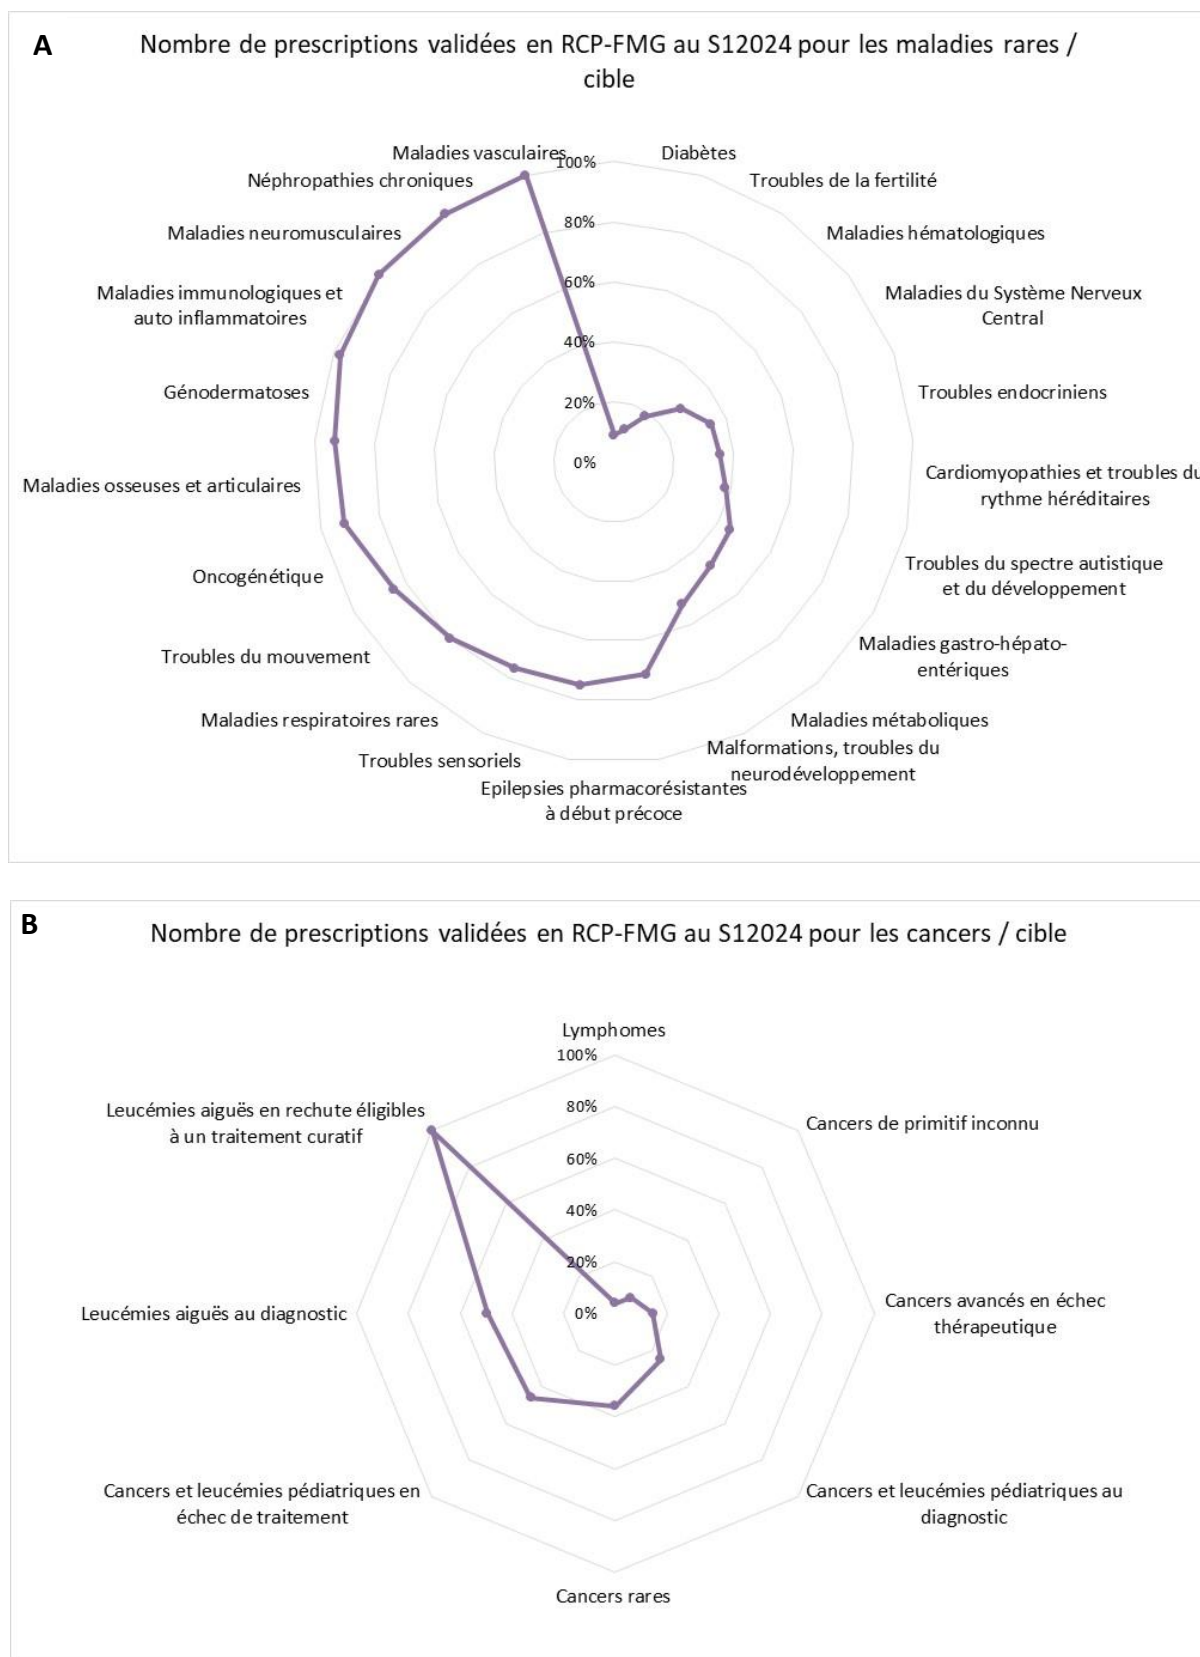 A
Nombre de prescriptions validées en RCP-FMG au S12024 pour les maladies rares /
cible
Maladies vasculaires
100%
Diabètes
Néphropathies chroniques
Troubles de la fertilité
Maladies neuromusculaires
80%
Maladies hématologiques
Maladies immunologiques et
auto inflammatoires
60%
Maladies du Système Nerveux
Central
40%
Génodermatoses
20%
Troubles endocriniens
0%
Maladies osseuses et articulaires
Cardiomyopathies et troubles du
rythme héréditaires
Oncogénétique
Troubles du spectre autistique
et du développement
Troubles du mouvement
Maladies gastro-hépato-
entériques
Maladies respiratoires rares
Maladies métaboliques
Troubles sensoriels
Malformations, troubles du
neurodéveloppement
Epilepsies pharmacorésistantes
à début précoce
B
Nombre de prescriptions validées en RCP-FMG au S12024 pour les cancers / cible
Lymphomes
100%
80%
Leucémies aiguës en rechute éligibles
à un traitement curatif
Cancers de primitif inconnu
60%
40%
20%
0%
Leucémies aiguës au diagnostic
Cancers avancés en échec
thérapeutique
Cancers et leucémies pédiatriques en
échec de traitement
Cancers et leucémies pédiatriques au
diagnostic
Cancers rares